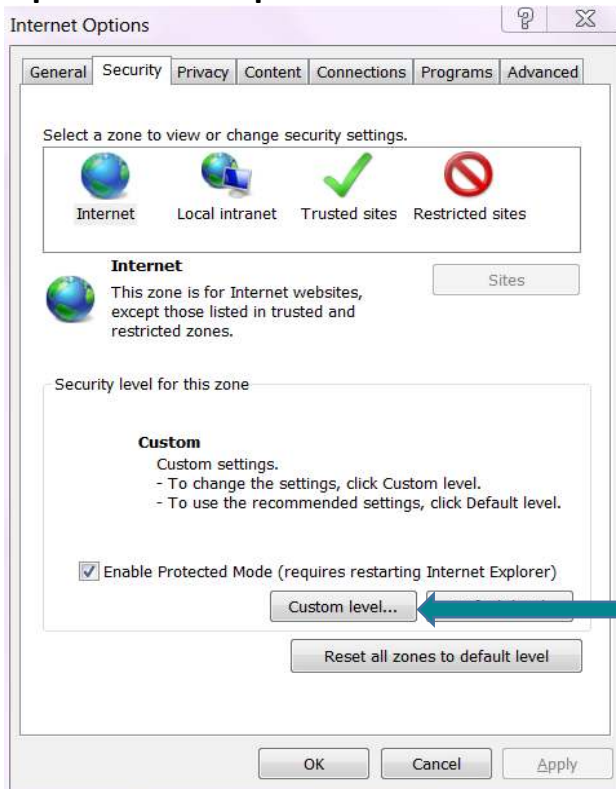 Internet Options
General Security Privacy Content Connections Programs Advanced
Select a zone to view or change security settings.
Internet Local intranet Trusted sites Restricted sites
Internet
Sites
This zone is for Internet websites,
except those listed in trusted and
restricted zones.
Security level for this zone
Custom
Custom settings.
- To change the settings, click Custom level.
- To use the recommended settings, click Default level.
Enable Protected Mode (requires restarting Internet Explorer)
Custom level...
Reset all zones to default level
OK Cancel Apply